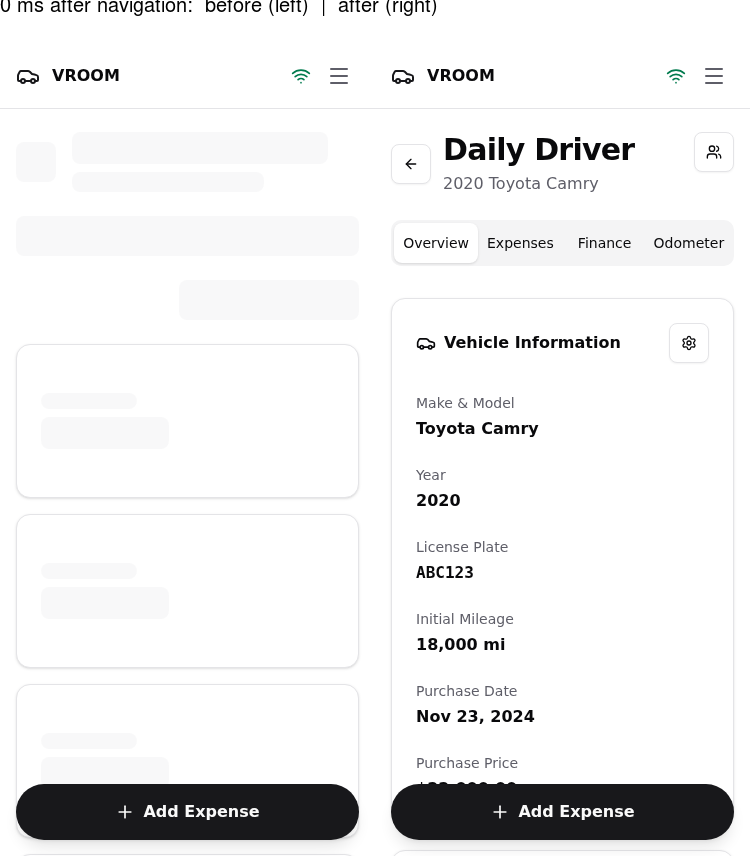 0 ms after navigation: before (left) | after (right)
VROOM
Add Expense
VROOM
Daily Driver
2020 Toyota Camry
Overview Expenses Finance Odometer
Vehicle Information
Make & Model
Toyota Camry
Year
2020
License Plate
ABC123
Initial Mileage
18,000 mi
Purchase Date
Nov 23, 2024
Purchase Price
Add Expense